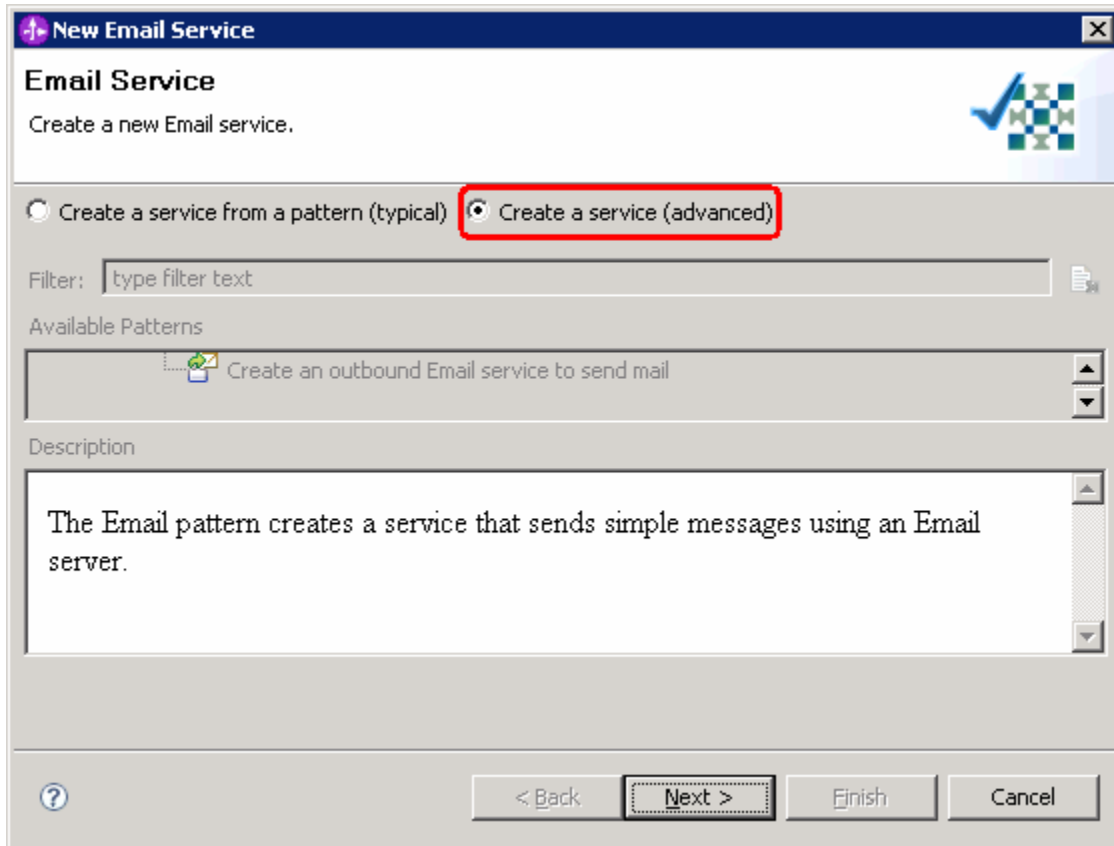 New Email Service
Email Service
Create a new Email service.
Create a service from a pattern (typical) Create a service (advanced)
Filter: type filter text
Available Patterns
Create an outbound Email service to send mail
Description
The Email pattern creates a service that sends simple messages using an Email
server.
< Back Next > Finish Cancel